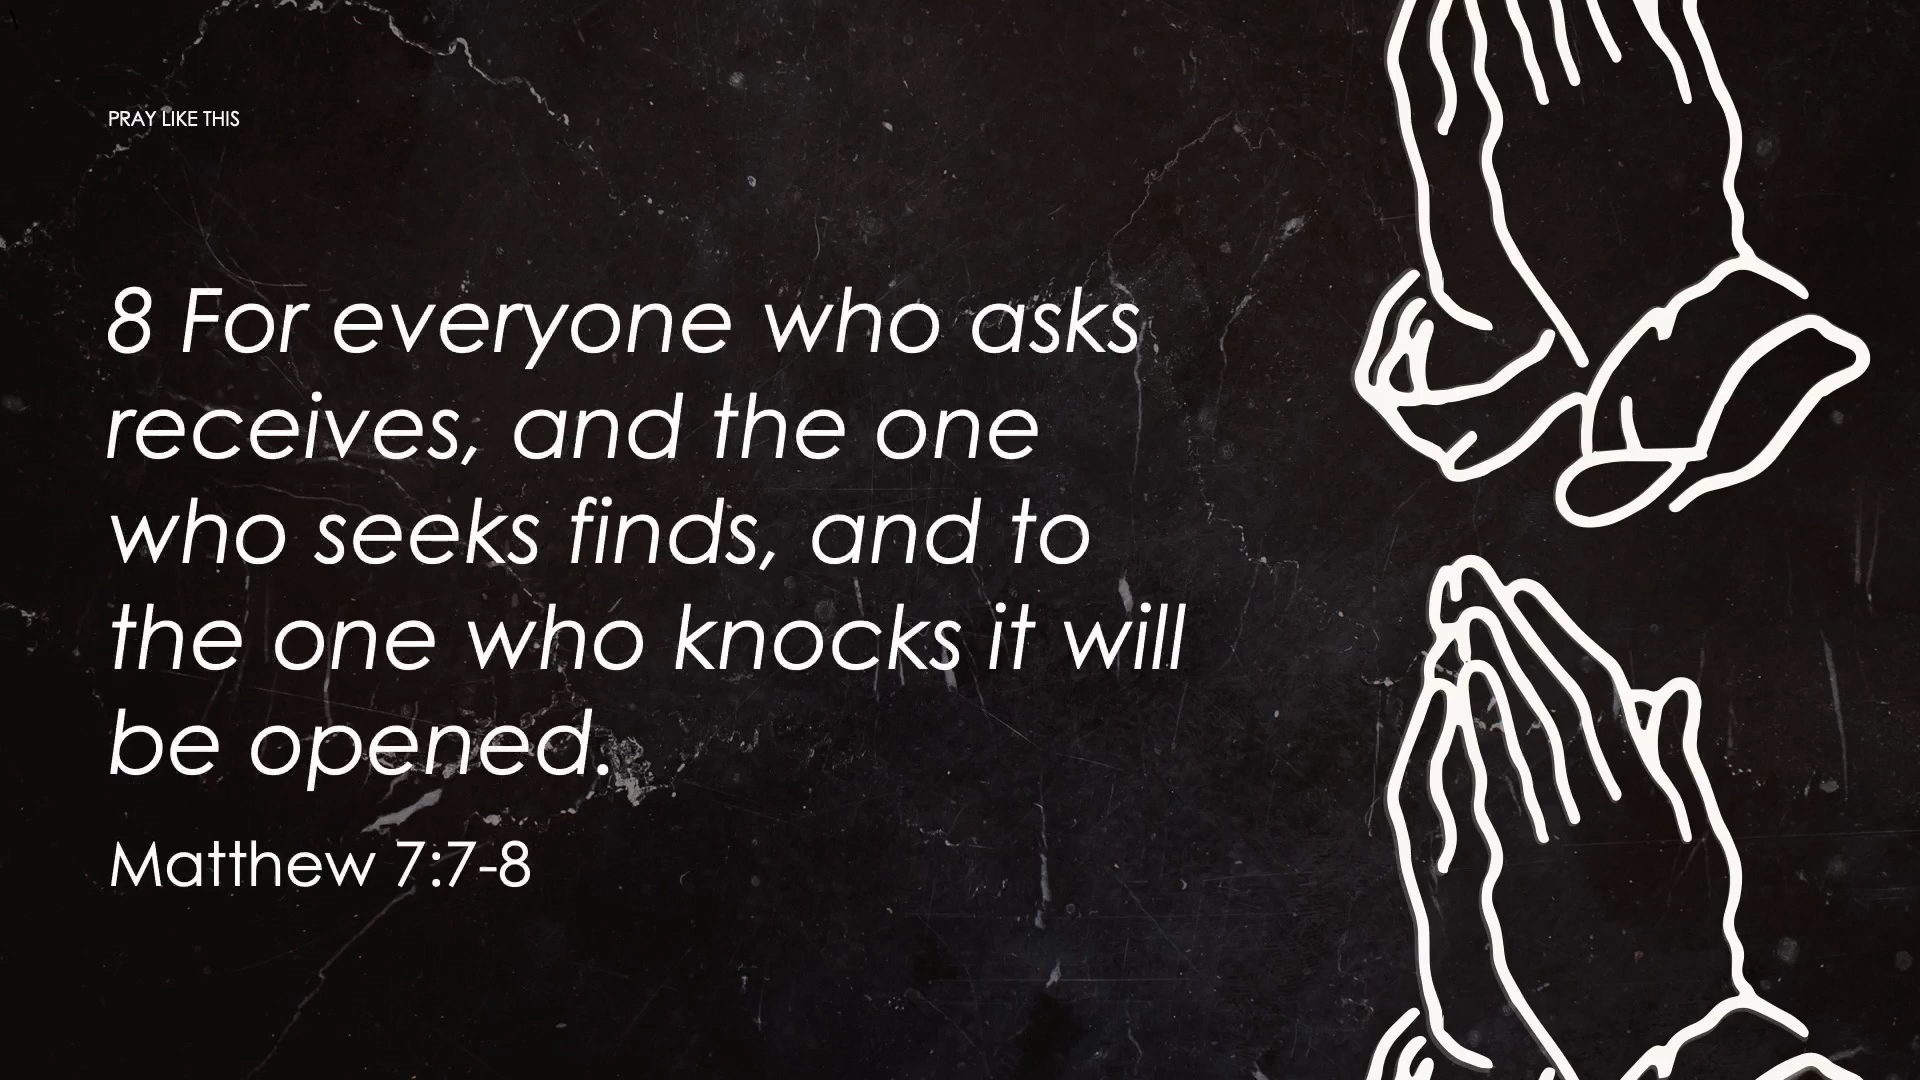 PRAY LIKE THIS
8 For everyone who asks
receives, and the one
who seeks finds, and to
the one who knocks it will
be opened.
Matthew 7:7-8